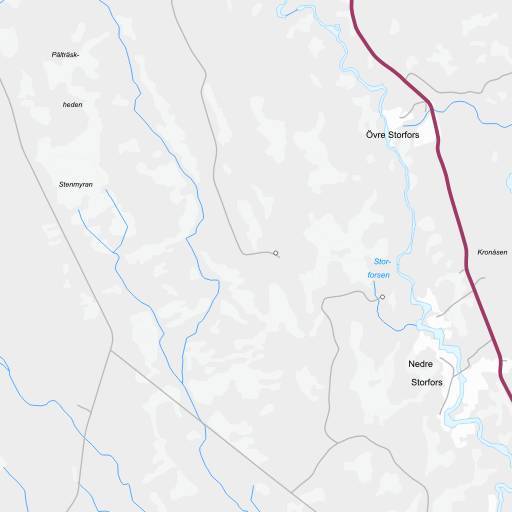 Pålträsk-
heden
Övre Storfors
Stenmyran
Kronåsen
Stor-
forsen
Nedre
Storfors